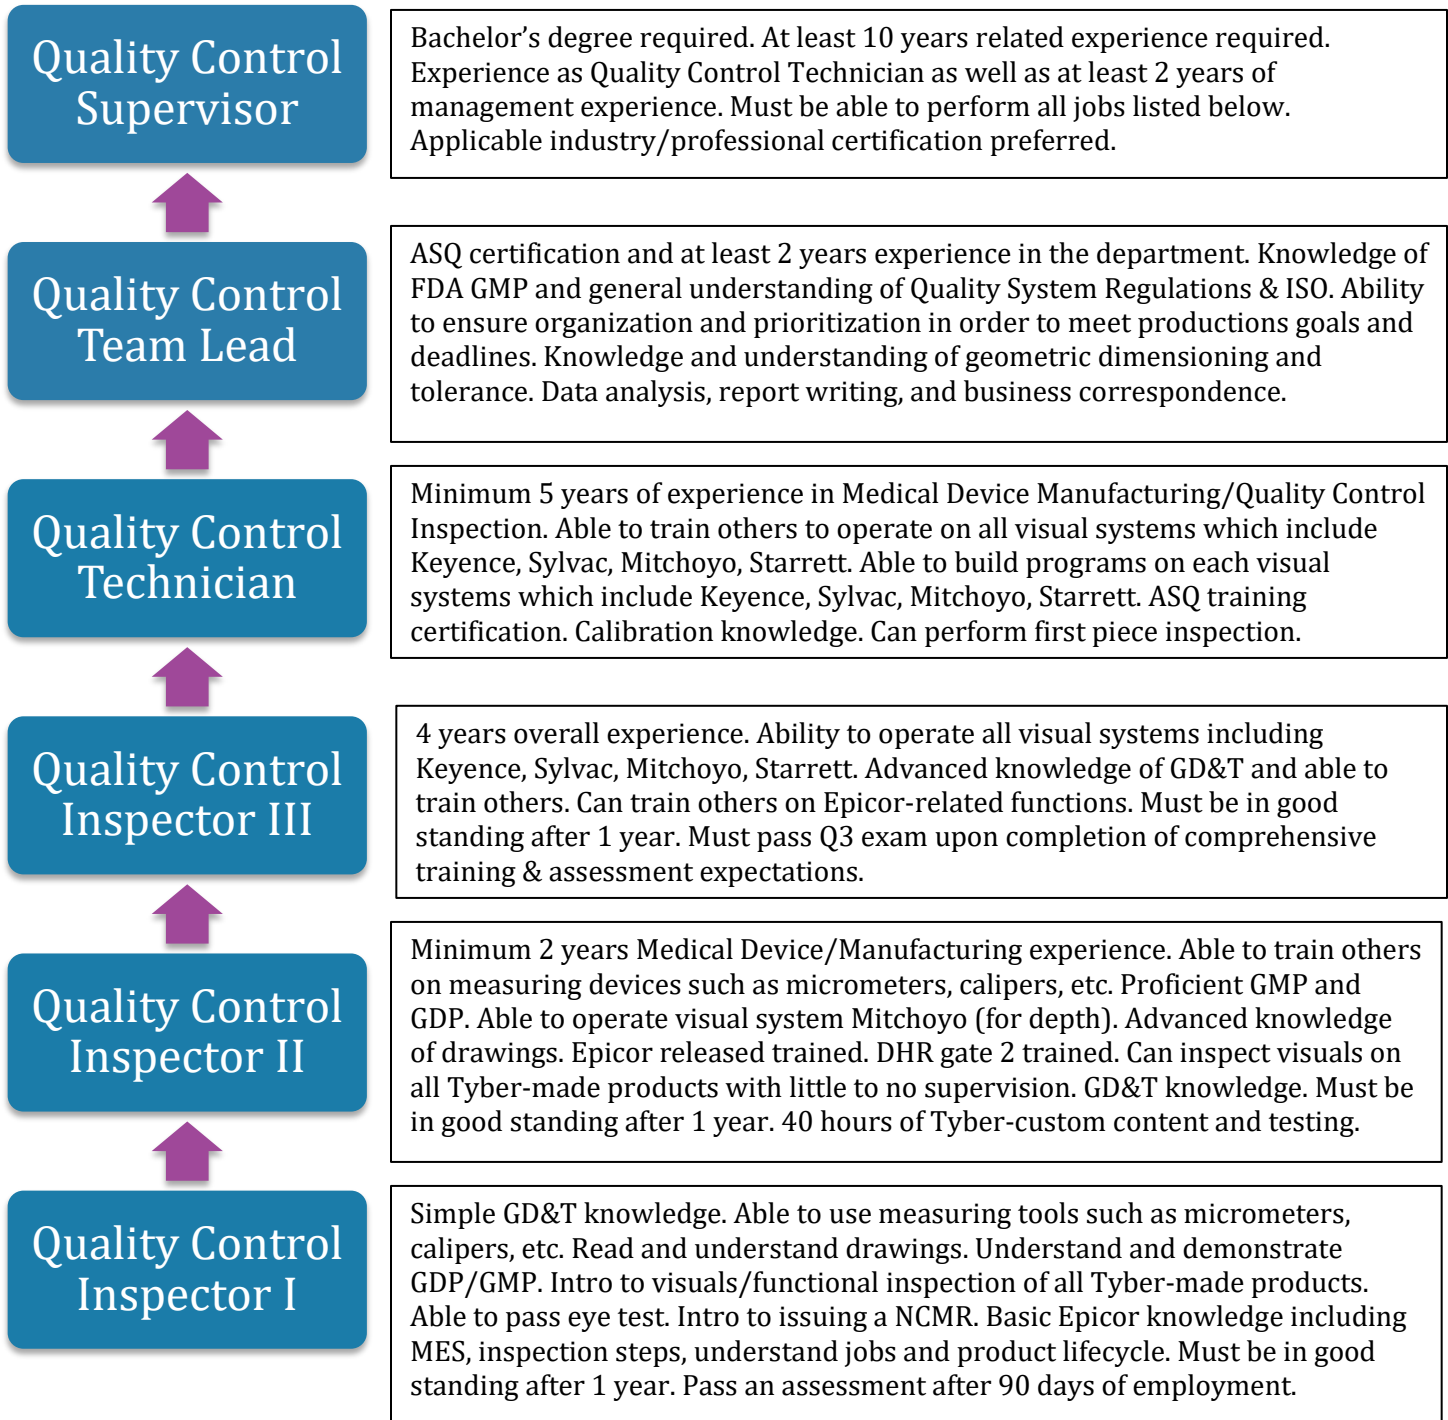 Quality Control
Supervisor
Bachelor’s degree required. At least 10 years related experience required.
Experience as Quality Control Technician as well as at least 2 years of
management experience. Must be able to perform all jobs listed below.
Applicable industry/professional certification preferred.
Quality Control
Team Lead
ASQ certification and at least 2 years experience in the department. Knowledge of
FDA GMP and general understanding of Quality System Regulations & ISO. Ability
to ensure organization and prioritization in order to meet productions goals and
deadlines. Knowledge and understanding of geometric dimensioning and
tolerance. Data analysis, report writing, and business correspondence.
Quality Control
Technician
Minimum 5 years of experience in Medical Device Manufacturing/Quality Control
Inspection. Able to train others to operate on all visual systems which include
Keyence, Sylvac, Mitchoyo, Starrett. Able to build programs on each visual
systems which include Keyence, Sylvac, Mitchoyo, Starrett. ASQ training
certification. Calibration knowledge. Can perform first piece inspection.
Quality Control
Inspector III
4 years overall experience. Ability to operate all visual systems including
Keyence, Sylvac, Mitchoyo, Starrett. Advanced knowledge of GD&T and able to
train others. Can train others on Epicor-related functions. Must be in good
standing after 1 year. Must pass Q3 exam upon completion of comprehensive
training & assessment expectations.
Quality Control
Inspector II
Minimum 2 years Medical Device/Manufacturing experience. Able to train others
on measuring devices such as micrometers, calipers, etc. Proficient GMP and
GDP. Able to operate visual system Mitchoyo (for depth). Advanced knowledge
of drawings. Epicor released trained. DHR gate 2 trained. Can inspect visuals on
all Tyber-made products with little to no supervision. GD&T knowledge. Must be
in good standing after 1 year. 40 hours of Tyber-custom content and testing.
Quality Control
Inspector I
Simple GD&T knowledge. Able to use measuring tools such as micrometers,
calipers, etc. Read and understand drawings. Understand and demonstrate
GDP/GMP. Intro to visuals/functional inspection of all Tyber-made products.
Able to pass eye test. Intro to issuing a NCMR. Basic Epicor knowledge including
MES, inspection steps, understand jobs and product lifecycle. Must be in good
standing after 1 year. Pass an assessment after 90 days of employment.